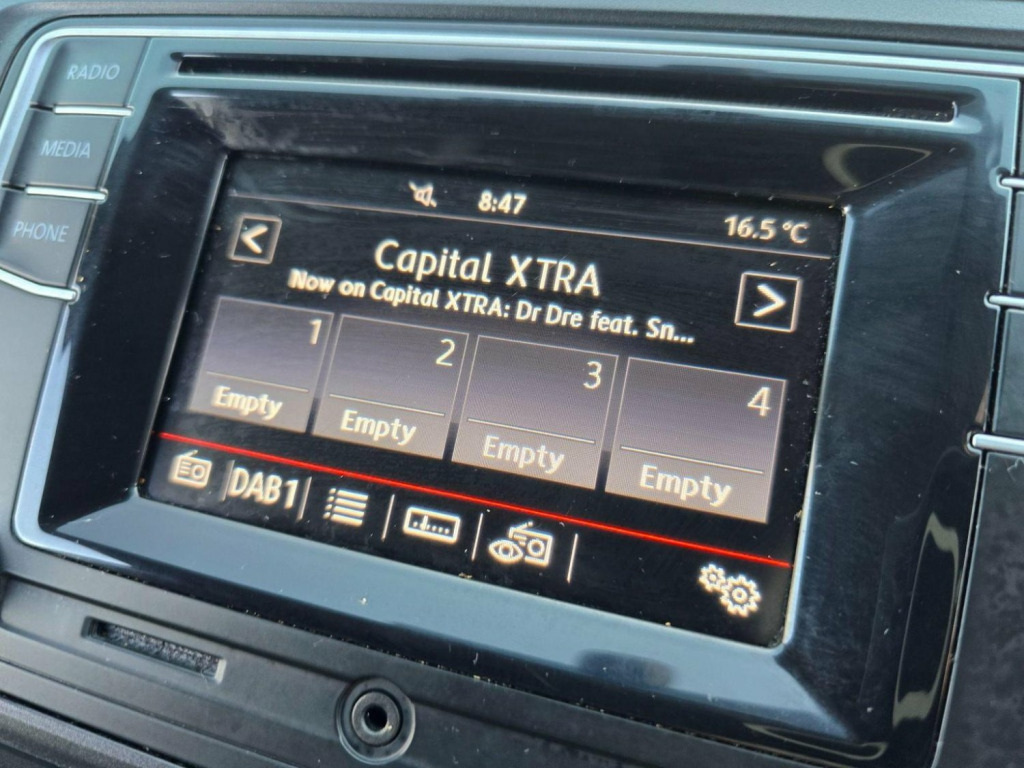 RADIO
MEDIA
PHONE
8:47
16.5 °C
Capital XTRA
Now on Capital XTRA: Dr Dre feat. Sn...
1 2 3 4
Empty Empty Empty Empty
DAB1